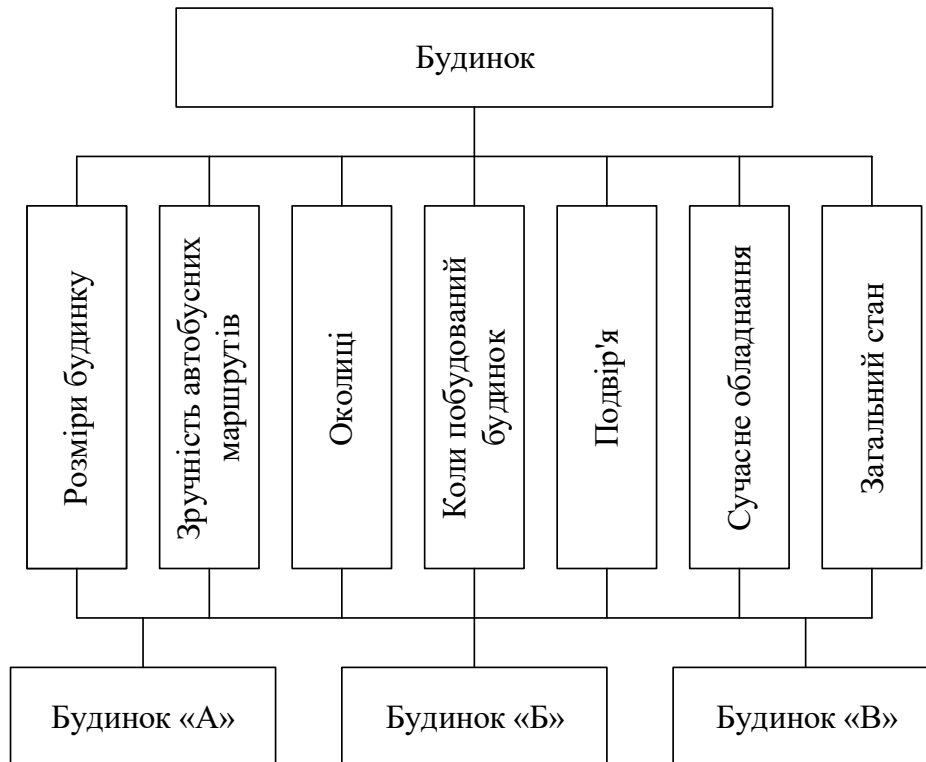 Будинок
Розміри будинку
Зручність автобусних
маршрутів
Околиці
Коли побудований
будинок
Подвір'я
Сучасне обладнання
Загальний стан
Будинок «А»
Будинок «Б»
Будинок «В»